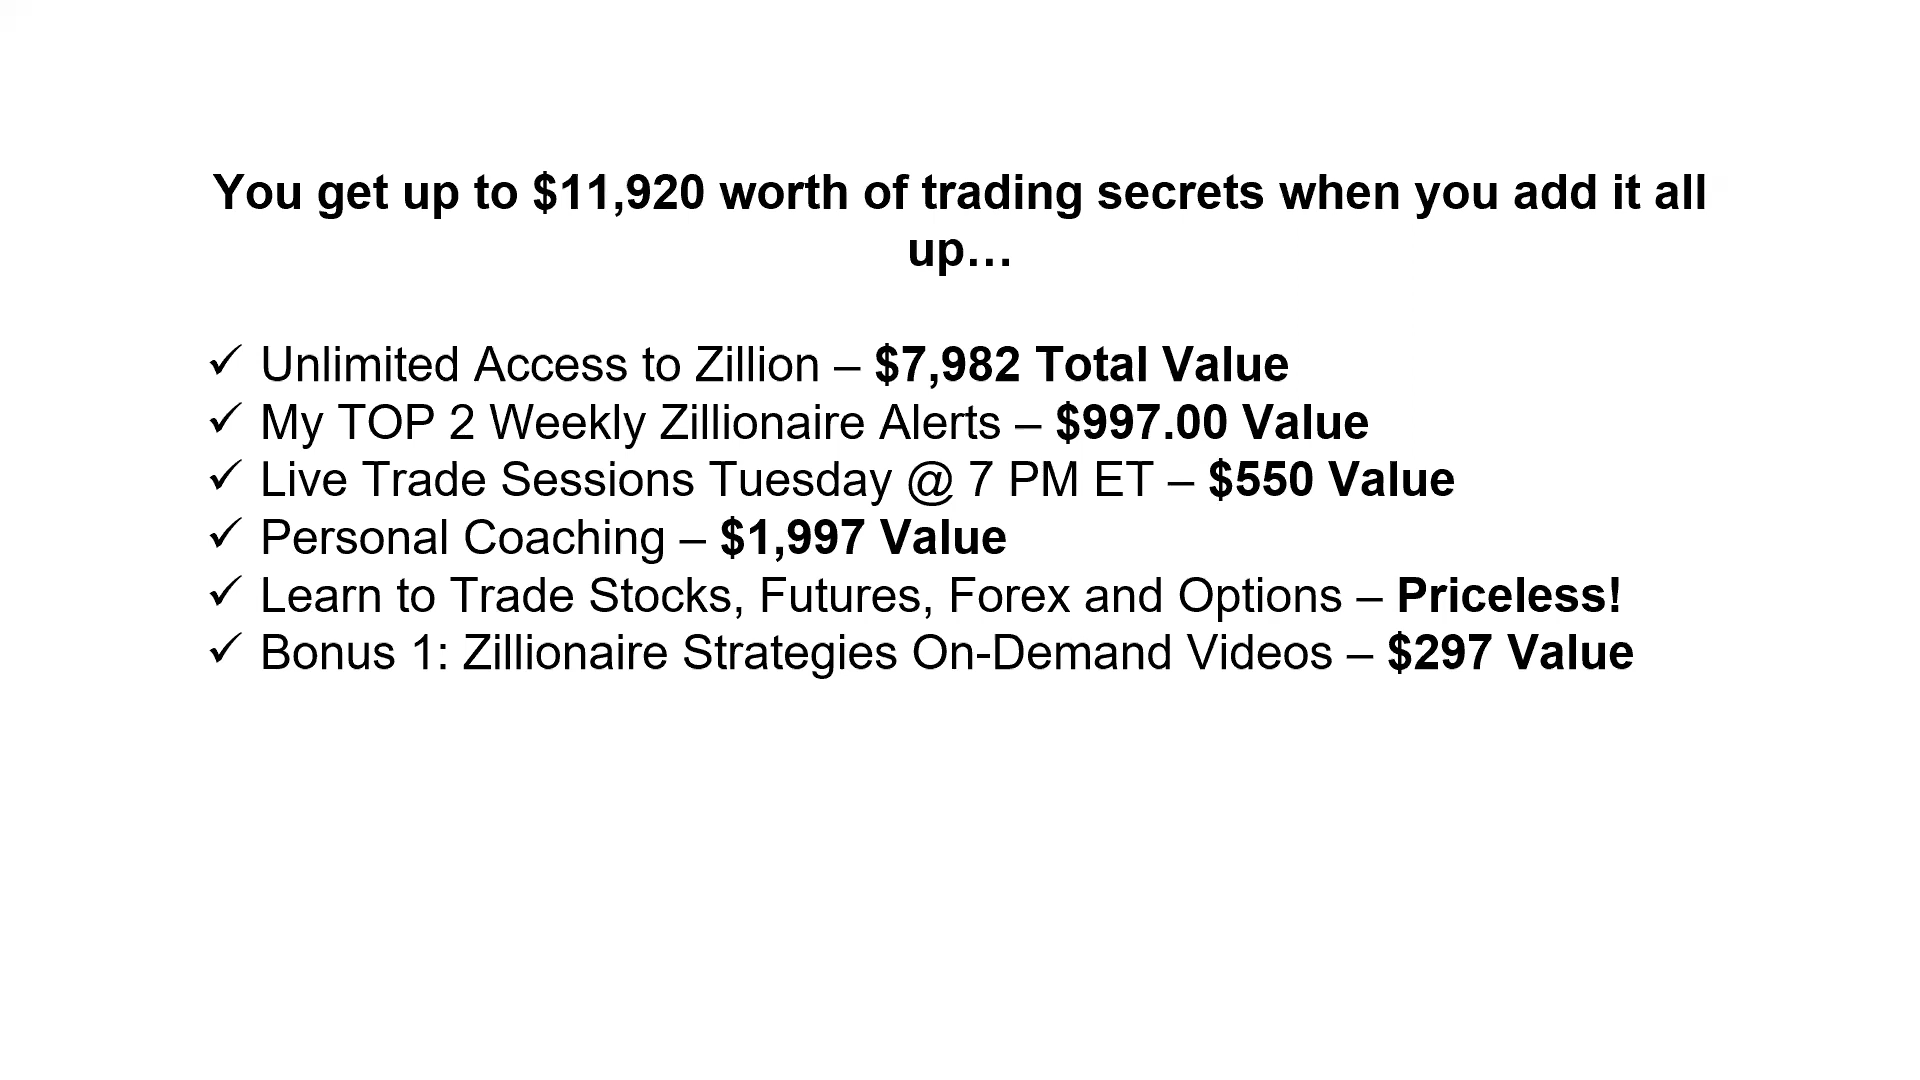 You get up to $11,920 worth of trading secrets when you add it all
up…
✓ Unlimited Access to Zillion – $7,982 Total Value
✓ My TOP 2 Weekly Zillionaire Alerts – $997.00 Value
✓ Live Trade Sessions Tuesday @ 7 PM ET – $550 Value
✓ Personal Coaching – $1,997 Value
✓ Learn to Trade Stocks, Futures, Forex and Options – Priceless!
✓ Bonus 1: Zillionaire Strategies On-Demand Videos – $297 Value